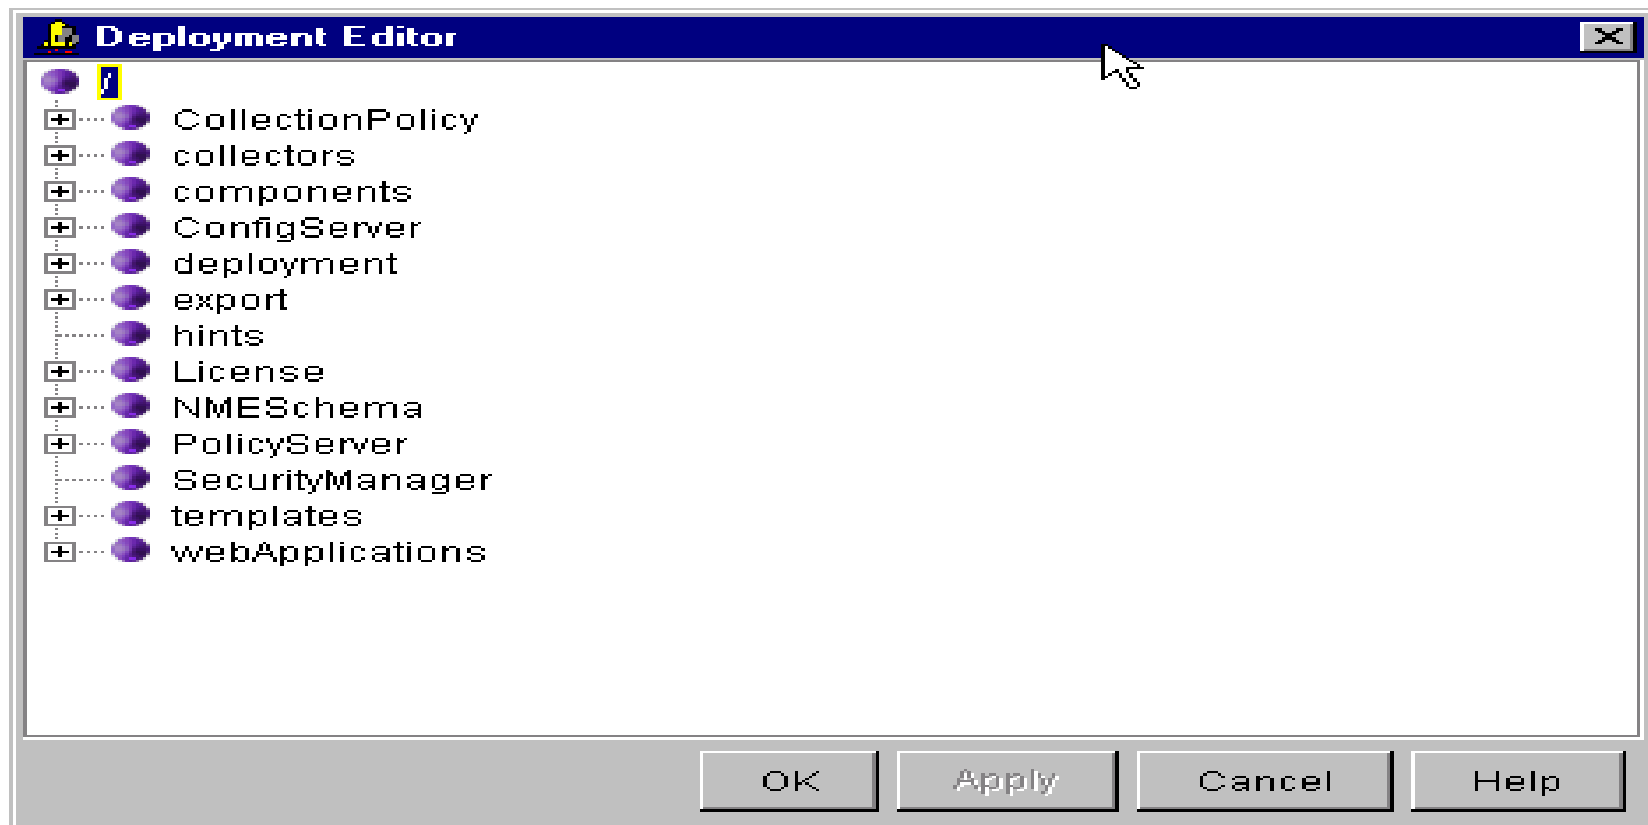 Deployment Editor
/
CollectionPolicy
collectors
components
ConfigServer
deployment
export
hints
License
NMESchema
PolicyServer
SecurityManager
templates
webApplications
OK Apply Cancel Help